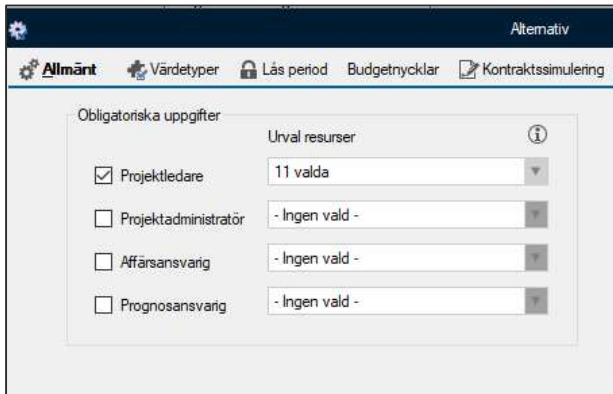 Alternativ
Allmänt Värdetyper Lås period Budgetnycklar Kontraktssimulering
Obligatoriska uppgifter
Urval resurser
Projektledare 11 valda
Projektadministratör - Ingen vald -
Affärsansvarig - Ingen vald -
Prognosansvarig - Ingen vald -